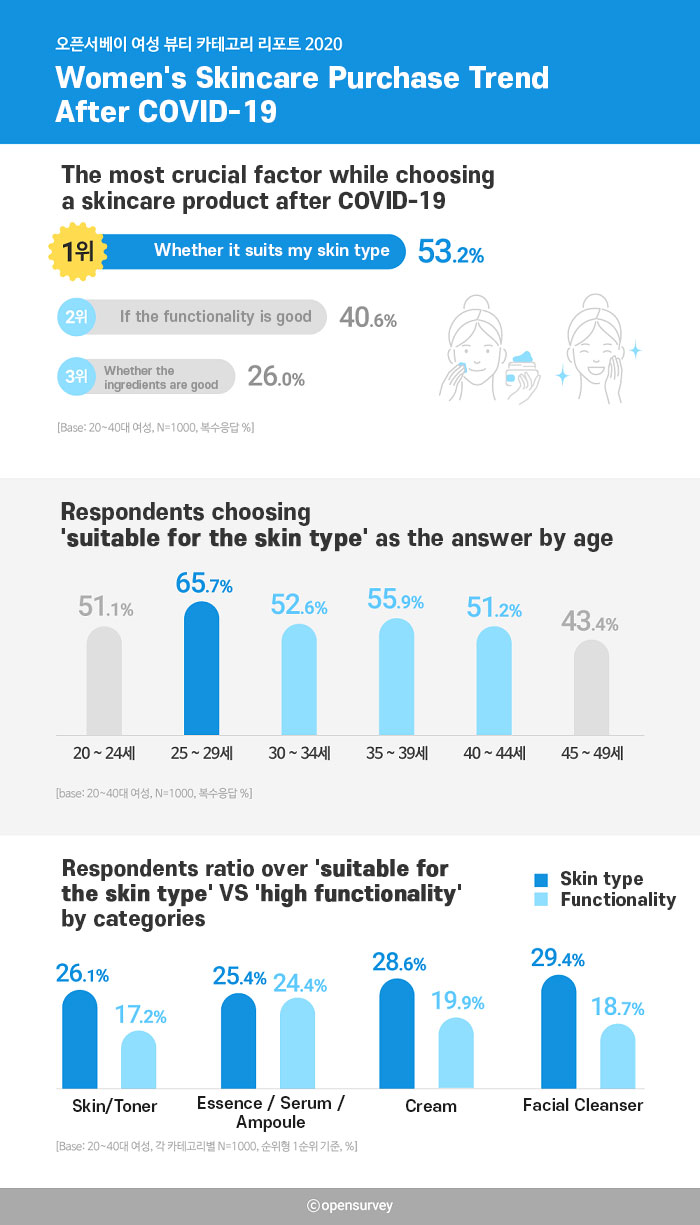 오픈서베이 여성 뷰티 카테고리 리포트 2020
Women's Skincare Purchase Trend
After COVID-19
The most crucial factor while choosing
a skincare product after COVID-19
1위 Whether it suits my skin type 53.2%
2위 If the functionality is good 40.6%
3위 Whether the
ingredients are good 26.0%
[Base: 20~40대 여성, N=1000, 복수응답 %]
Respondents choosing
'suitable for the skin type' as the answer by age
51.1% 65.7% 52.6% 55.9% 51.2% 43.4%
20 ~ 24세 25 ~ 29세 30 ~ 34세 35 ~ 39세 40 ~ 44세 45 ~ 49세
[base: 20~40대 여성, N=1000, 복수응답 %]
Respondents ratio over 'suitable for
the skin type' VS 'high functionality'
by categories
Skin type
Functionality
26.1% 17.2% 25.4% 24.4% 28.6% 19.9% 29.4% 18.7%
Skin/Toner
Essence / Serum /
Ampoule
Cream
Facial Cleanser
[Base: 20~40대 여성, 각 카테고리별 N=1000, 순위형 1순위 기준, %]
ⓒopensurvey